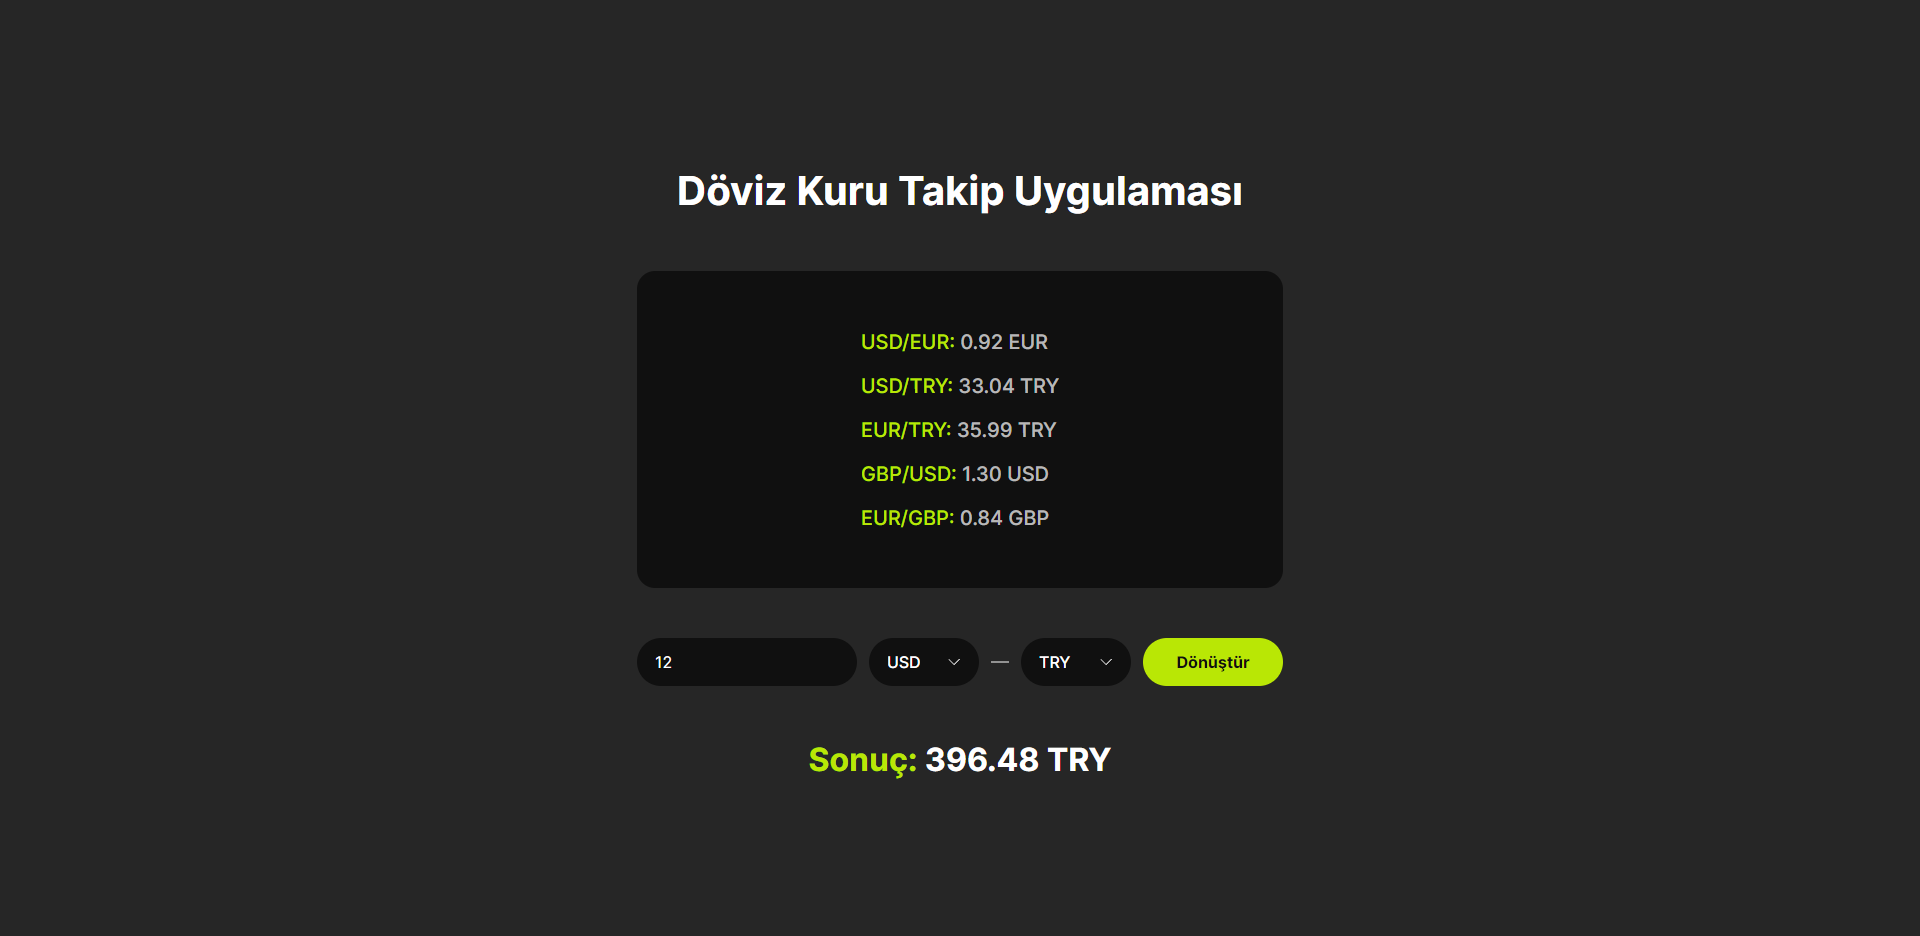 Döviz Kuru Takip Uygulaması
USD/EUR: 0.92 EUR
USD/TRY: 33.04 TRY
EUR/TRY: 35.99 TRY
GBP/USD: 1.30 USD
EUR/GBP: 0.84 GBP
12 USD — TRY Dönüştür
Sonuç: 396.48 TRY